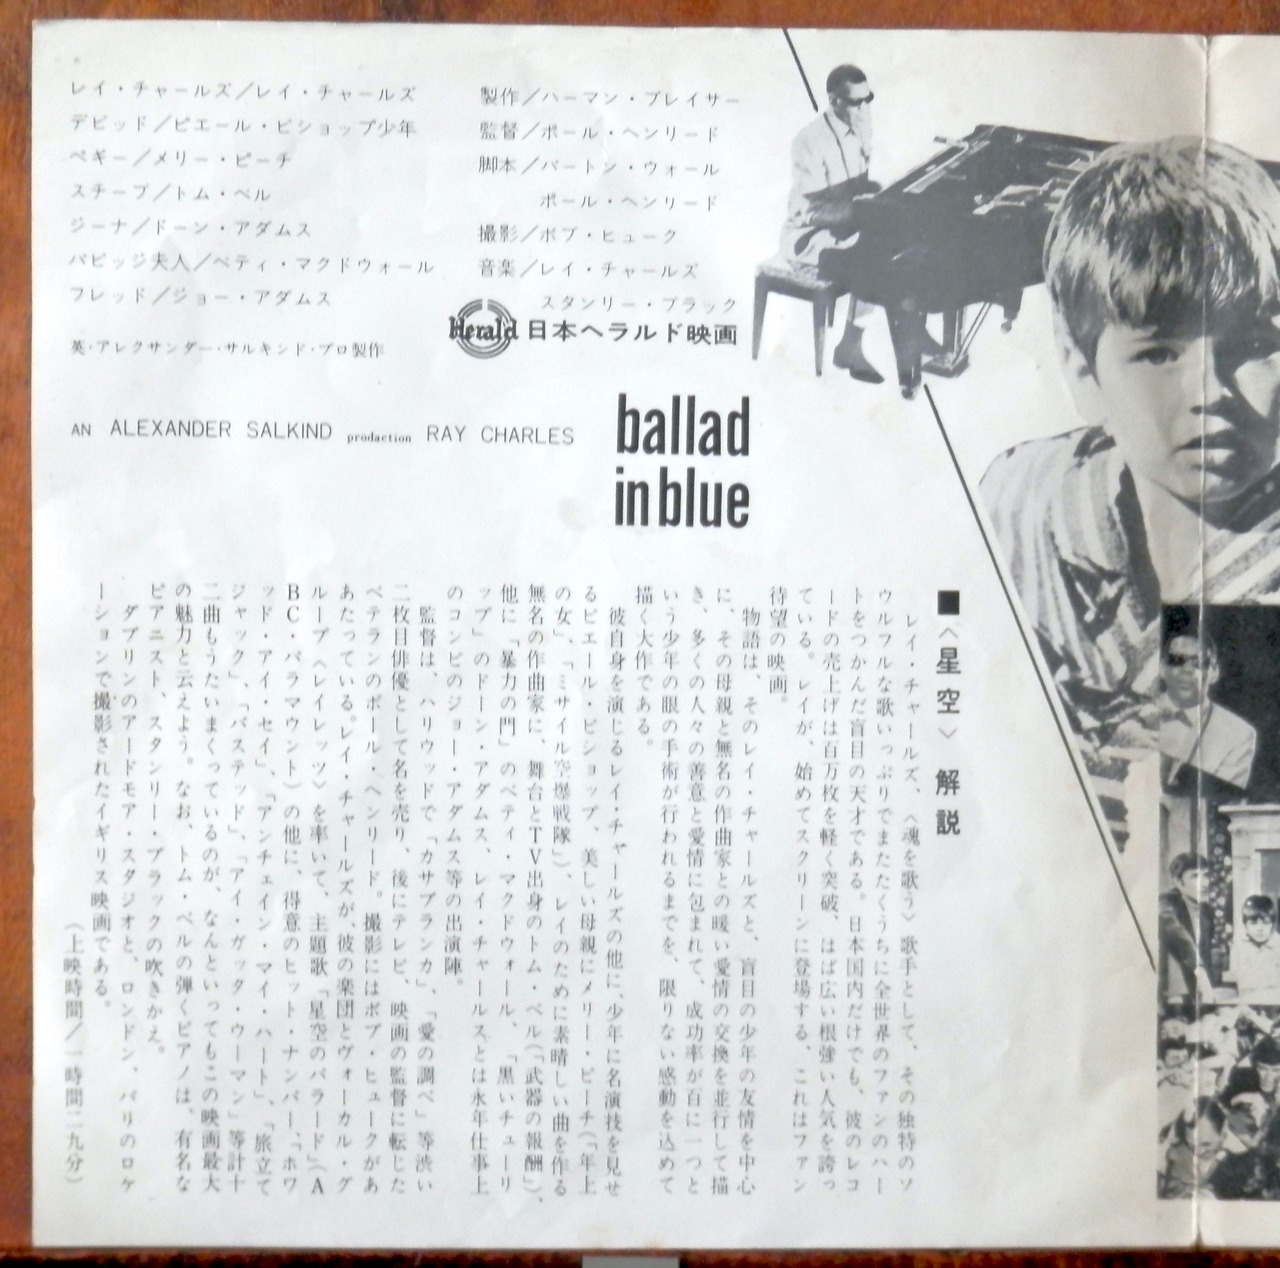 レイ・チャールズ/レイ・チャールズ
デビッド/ピエール・ビショップ少年
ペギー/メリー・ピーチ
スチーブ/トム・ベル
ジーナ/ドーン・アダムス
バビッジ夫人/ベティ・マクドウォール
フレッド/ジョー・アダムス
英・アレクサンダー・サルキンド・プロ製作
製作/ハーマン・ブレイサー
監督/ポール・ヘンリード
脚本/バートン・ウォール
ポール・ヘンリード
撮影/ボブ・ヒューク
音楽/レイ・チャールズ
スタンリー・ブラック
Herald 日本ヘラルド映画
AN ALEXANDER SALKIND prodaction RAY CHARLES
ballad
in blue
■〈星空〉解説
レイ・チャールズ、〈魂を歌う〉歌手として、その独特のソ
ウルフルな歌いっぷりでまたたくうちに全世界のファンのハー
トをつかんだ盲目の天才である。日本国内だけでも、彼のレコ
ードの売上げは百万枚を軽く突破、はば広い根強い人気を誇っ
ている。レイが、始めてスクリーンに登場する、これはファン
待望の映画。
物語は、そのレイ・チャールズと、盲目の少年の友情を中心
に、その母親と無名の作曲家との暖い愛情の交換を並行して描
き、多くの人々の善意と愛情に包まれて、成功率が百に一つと
いう少年の眼の手術が行われるまでを、限りない感動を込めて
描く大作である。
彼自身を演じるレイ・チャールズの他に、少年に名演技を見せ
るピエール・ビショップ、美しい母親にメリー・ピーチ(「年上
の女」、「ミサイル空爆戦隊」)、レイのために素晴しい曲を作る
無名の作曲家に、舞台とTV出身のトム・ベル(「武器の報酬」)、
他に「暴力の門」のベティ・マクドウォール、「黒いチューリ
ップ」のドーン・アダムス、レイ・チャールスとは永年仕事上
のコンビのジョー・アダムス等の出演陣。
監督は、ハリウッドで「カサブランカ」、「愛の調べ」等渋い
二枚目俳優として名を売り、後にテレビ、映画の監督に転じた
ベテランのポール・ヘンリード。撮影にはボブ・ヒュークがあ
あたっている。レイ・チャールズが、彼の楽団とヴォーカル・グ
ループ〈レイレッツ〉を率いて、主題歌「星空のバラード」(A
BC・パラマウント)の他に、得意のヒット・ナンバー、「ホワ
ッド・アイ・セイ」、「アンチェイン・マイ・ハート」、「旅立て
ジャック」、「バステッド」、「アイ・ガッタ・ウーマン」等計十
二曲もうたいまくっているのが、なんといってもこの映画最大
の魅力と云えよう。なお、トム・ベルの弾くピアノは、有名な
ピアニスト、スタンリー・ブラックの吹きかえ。
ダブリンのアードモア・スタジオと、ロンドン、パリのロケ
ーションで撮影されたイギリス映画である。
(上映時間/一時間二九分)